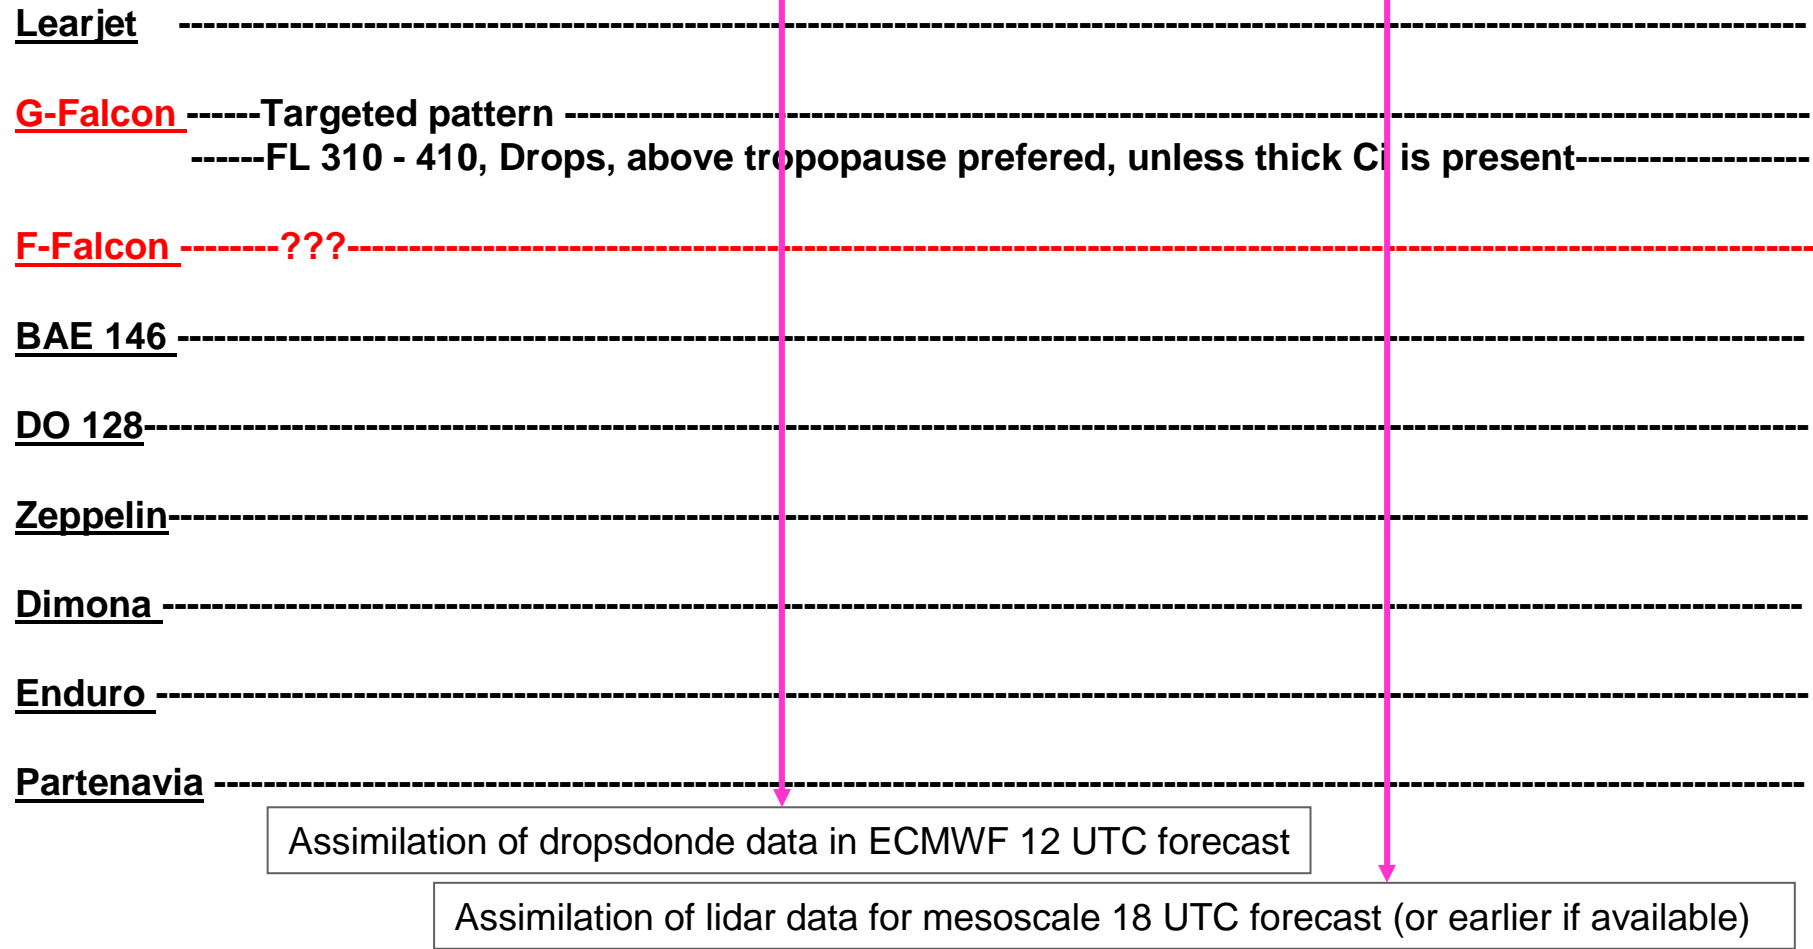 Learjet --------------------------------------------------
G-Falcon ------Targeted pattern --------------------------------------------------
------FL 310 - 410, Drops, above tropopause prefered, unless thick Ci is present-------------------
F-Falcon --------???--------------------------------------------------
BAE 146 --------------------------------------------------
DO 128--------------------------------------------------
Zeppelin--------------------------------------------------
Dimona --------------------------------------------------
Enduro --------------------------------------------------
Partenavia --------------------------------------------------
Assimilation of dropsdonde data in ECMWF 12 UTC forecast
Assimilation of lidar data for mesoscale 18 UTC forecast (or earlier if available)